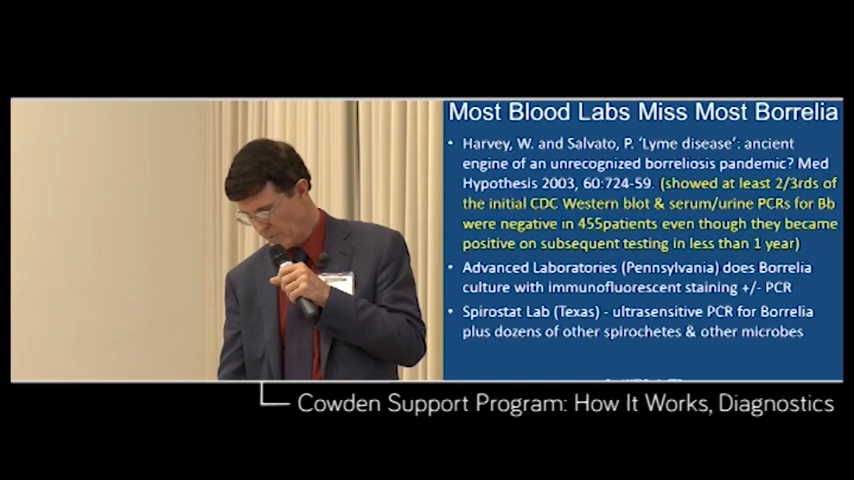 Most Blood Labs Miss Most Borrelia
• Harvey, W. and Salvato, P. 'Lyme disease': ancient
engine of an unrecognized borreliosis pandemic? Med
Hypothesis 2003, 60:724-59. (showed at least 2/3rds of
the initial CDC Western blot & serum/urine PCRs for Bb
were negative in 455patients even though they became
positive on subsequent testing in less than 1 year)
• Advanced Laboratories (Pennsylvania) does Borrelia
culture with immunofluorescent staining +/- PCR
• Spirostat Lab (Texas) - ultrasensitive PCR for Borrelia
plus dozens of other spirochetes & other microbes
Cowden Support Program: How It Works, Diagnostics